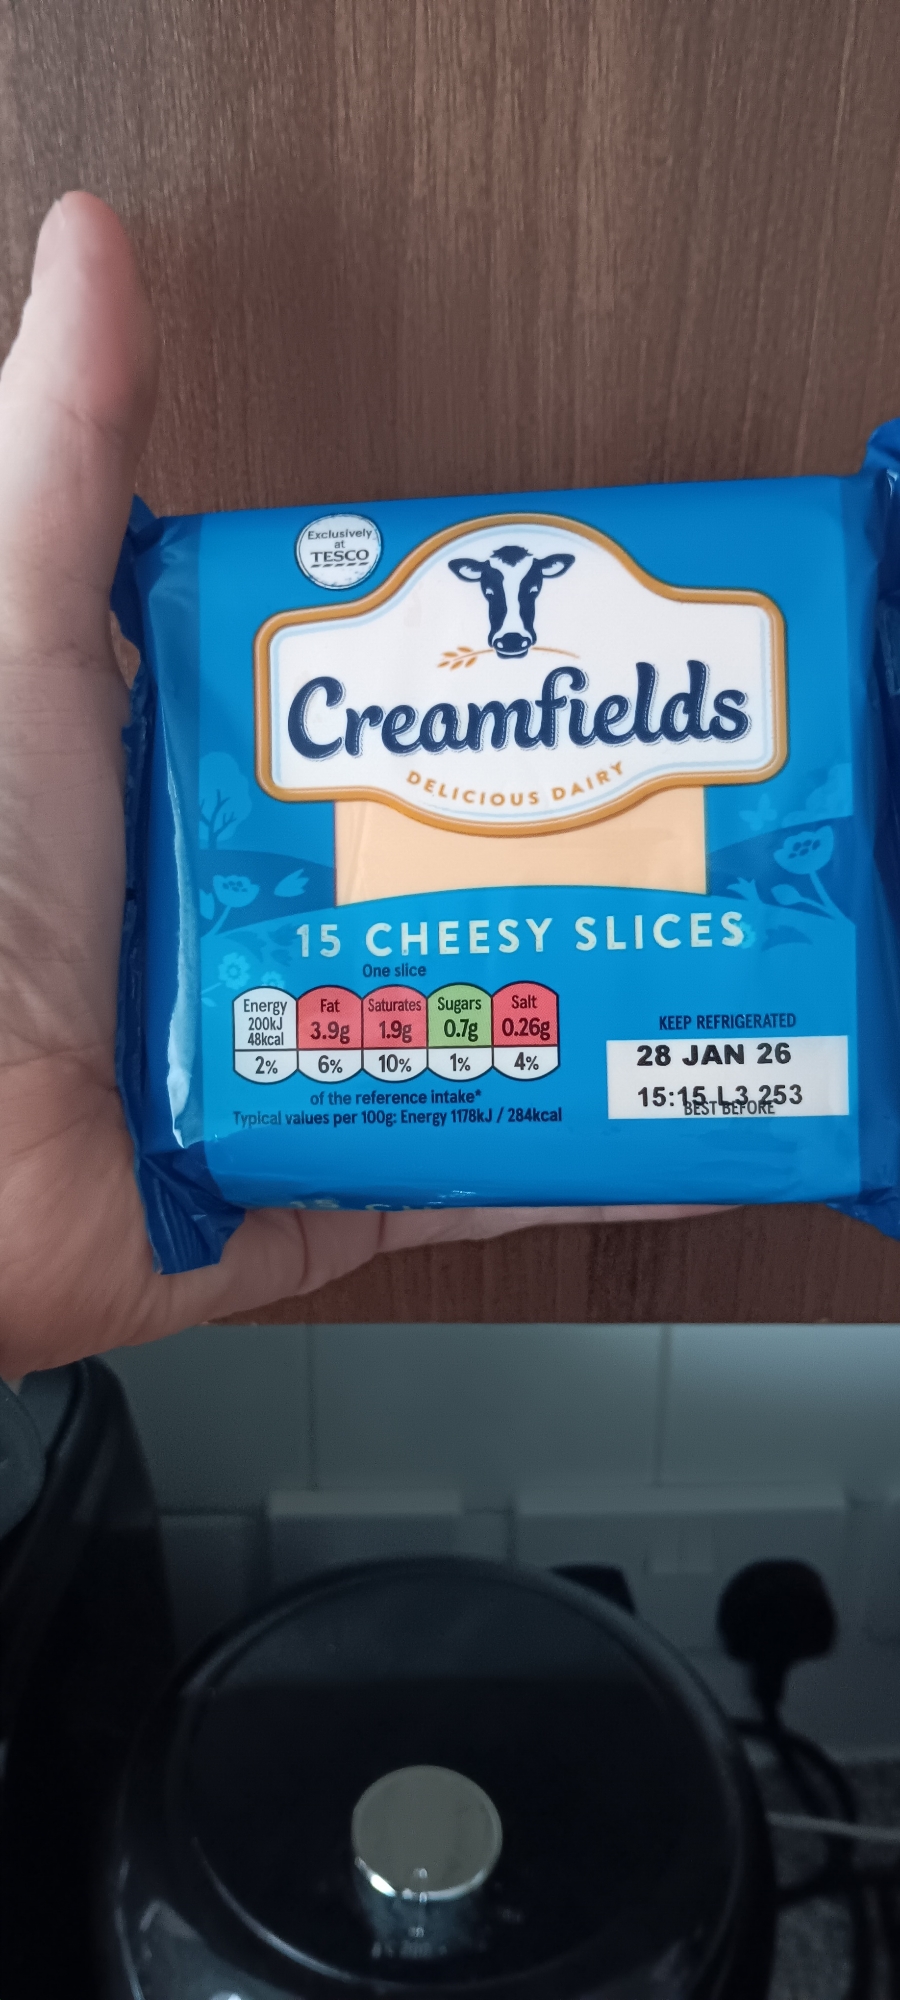 Exclusively
at
TESCO
Creamfields
DELICIOUS DAIRY
15 CHEESY SLICES
One slice
Energy 200kJ 48kcal 2%
Fat 3.9g 6%
Saturates 1.9g 10%
Sugars 0.7g 1%
Salt 0.26g 4%
of the reference intake*
Typical values per 100g: Energy 1178kJ / 284kcal
KEEP REFRIGERATED
28 JAN 26
15:15 L3 253
BEST BEFORE